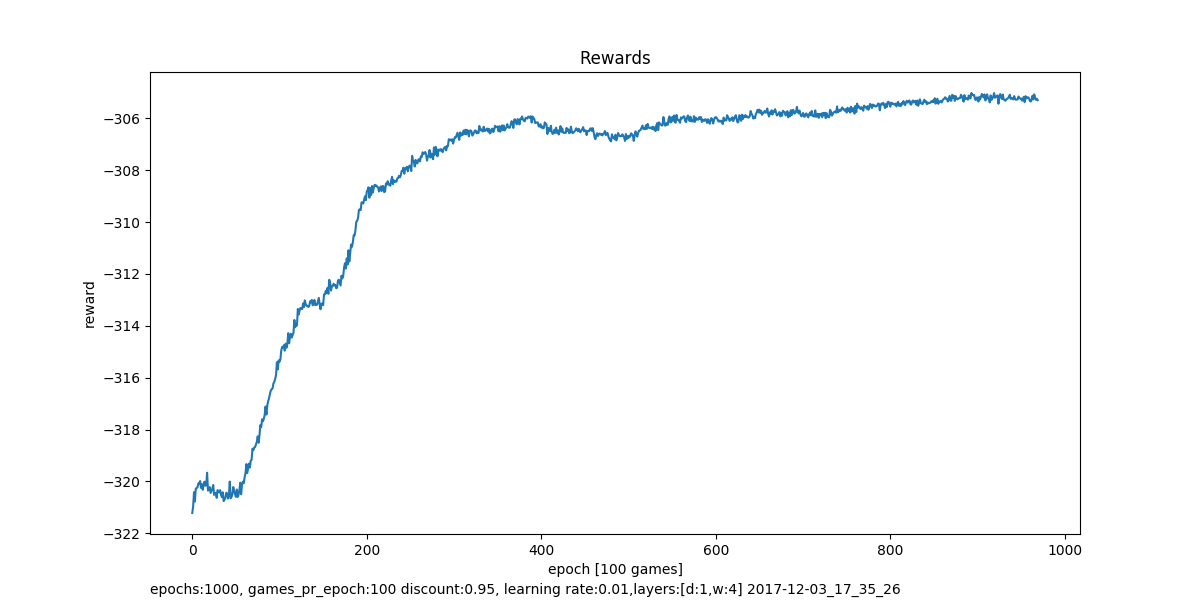 Rewards
−306
−308
−310
−312
−314
−316
−318
−320
−322
reward
0 200 400 600 800 1000
epoch [100 games]
epochs:1000, games_pr_epoch:100 discount:0.95, learning rate:0.01,layers:[d:1,w:4] 2017-12-03_17_35_26